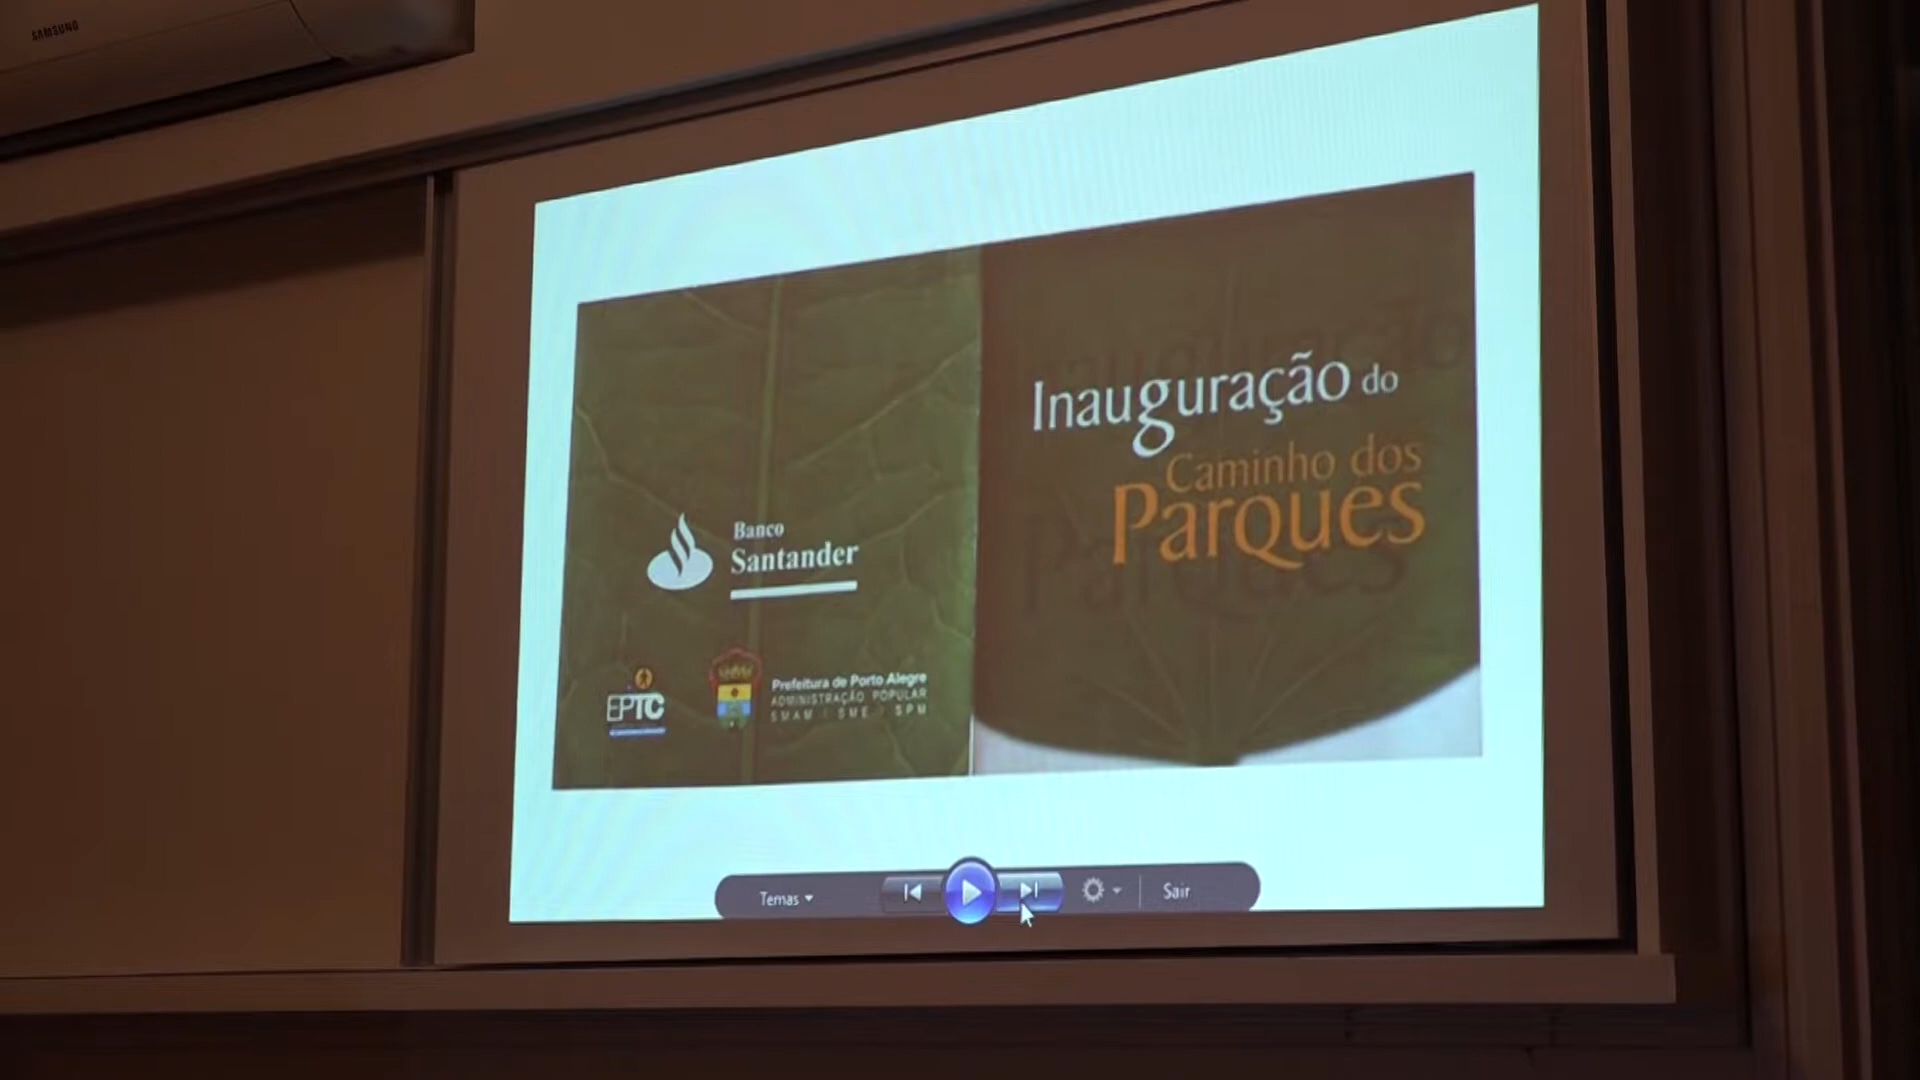 SAMSUNG
Inauguração do
Caminho dos
Parques
Banco
Santander
EPTC
Prefeitura de Porto Alegre
ADMINISTRAÇÃO POPULAR
SMAM SME SPM
Temas
Sair